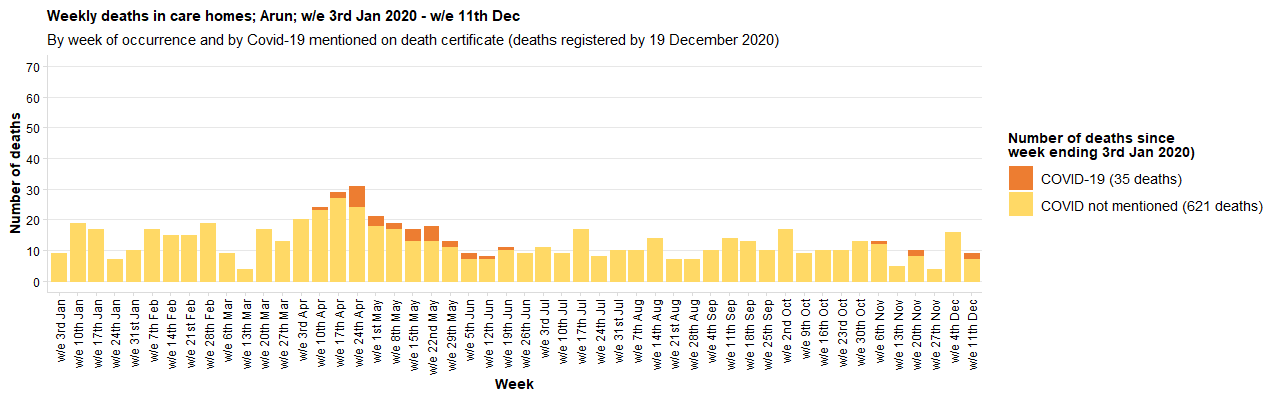 Weekly deaths in care homes; Arun; w/e 3rd Jan 2020 - w/e 11th Dec
By week of occurrence and by Covid-19 mentioned on death certificate (deaths registered by 19 December 2020)
Number of deaths
70
60
50
40
30
20
10
0
w/e 3rd Jan
w/e 10th Jan
w/e 17th Jan
w/e 24th Jan
w/e 31st Jan
w/e 7th Feb
w/e 14th Feb
w/e 21st Feb
w/e 28th Feb
w/e 6th Mar
w/e 13th Mar
w/e 20th Mar
w/e 27th Mar
w/e 3rd Apr
w/e 10th Apr
w/e 17th Apr
w/e 24th Apr
w/e 1st May
w/e 8th May
w/e 15th May
w/e 22nd May
w/e 29th May
w/e 5th Jun
w/e 12th Jun
w/e 19th Jun
w/e 26th Jun
w/e 3rd Jul
w/e 10th Jul
w/e 17th Jul
w/e 24th Jul
w/e 31st Jul
w/e 7th Aug
w/e 14th Aug
w/e 21st Aug
w/e 28th Aug
w/e 4th Sep
w/e 11th Sep
w/e 18th Sep
w/e 25th Sep
w/e 2nd Oct
w/e 9th Oct
w/e 16th Oct
w/e 23rd Oct
w/e 30th Oct
w/e 6th Nov
w/e 13th Nov
w/e 20th Nov
w/e 27th Nov
w/e 4th Dec
w/e 11th Dec
Week
Number of deaths since
week ending 3rd Jan 2020)
COVID-19 (35 deaths)
COVID not mentioned (621 deaths)